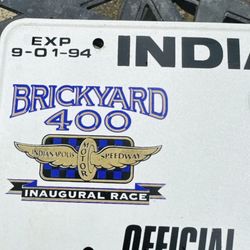 EXP
9-01-94
INDIA
BRICKYARD
400
INDIANAPOLIS MOTOR SPEEDWAY
INAUGURAL RACE
OFFICIAL